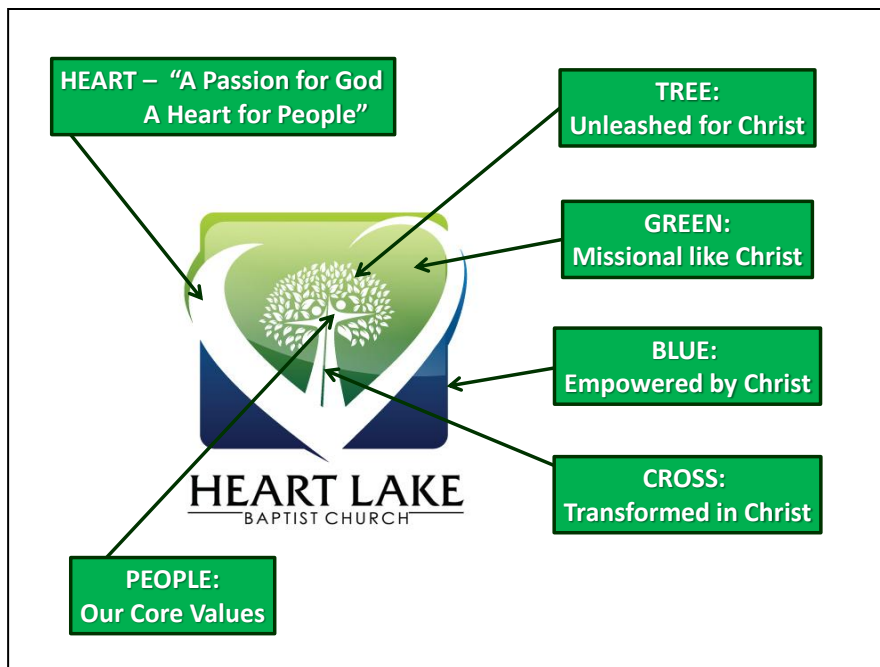 HEART – “A Passion for God
A Heart for People”
TREE:
Unleashed for Christ
GREEN:
Missional like Christ
BLUE:
Empowered by Christ
CROSS:
Transformed in Christ
HEART LAKE
BAPTIST CHURCH
PEOPLE:
Our Core Values